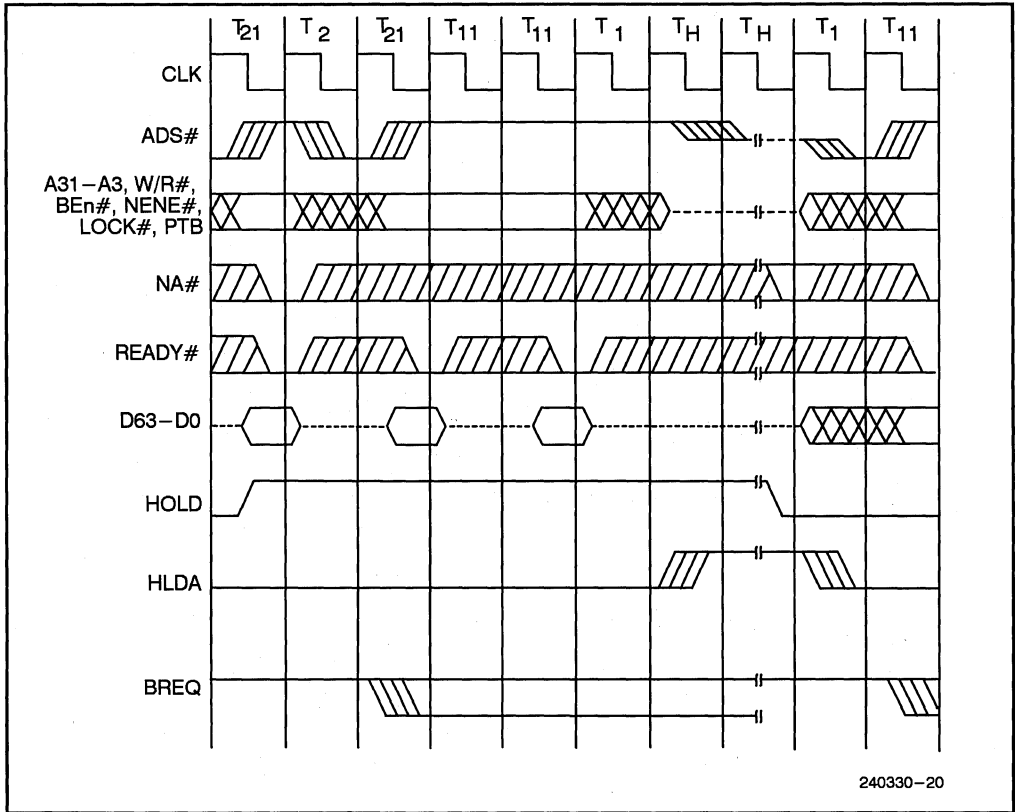 T21 T2 T21 T11 T11 T1 TH TH T1 T11
CLK
ADS#
A31–A3, W/R#,
BEn#, NENE#,
LOCK#, PTB
NA#
READY#
D63–D0
HOLD
HLDA
BREQ
240330–20